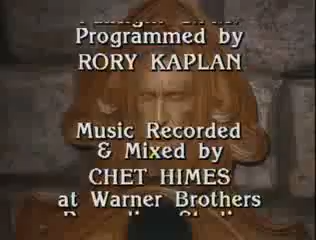 Programmed by
RORY KAPLAN
Music Recorded
& Mixed by
CHET HIMES
at Warner Brothers